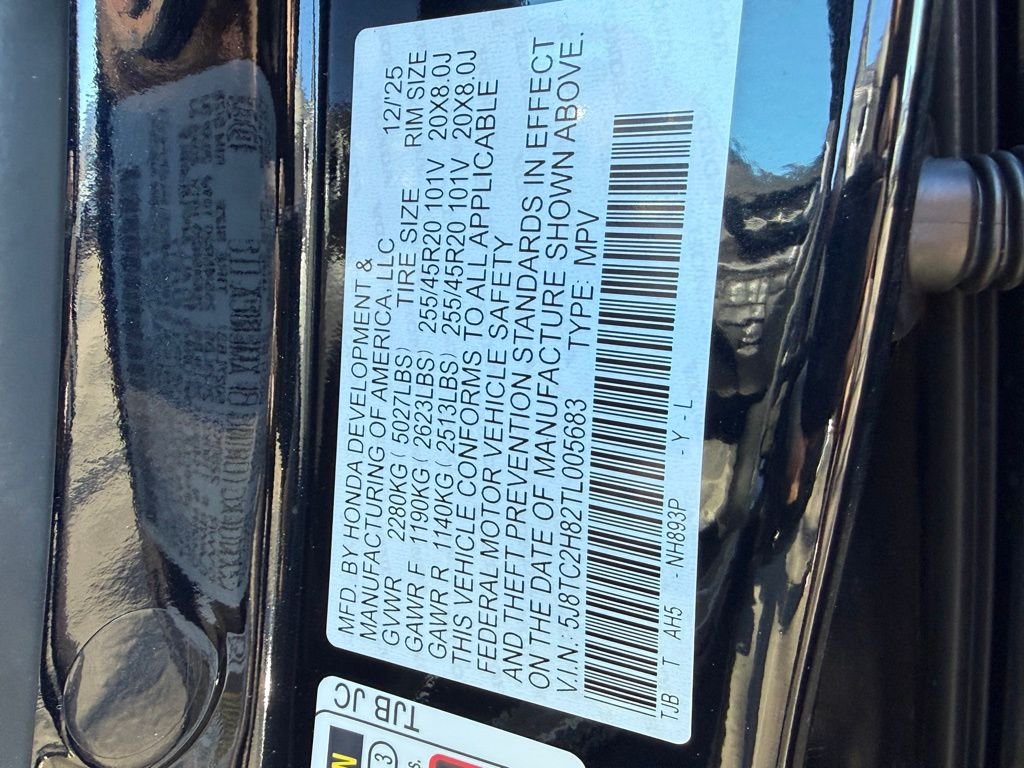 MFD. BY HONDA DEVELOPMENT &
MANUFACTURING OF AMERICA, LLC 12/'25
GVWR 2280KG ( 5027LBS) TIRE SIZE RIM SIZE
GAWR F 1190KG ( 2623LBS) 255/45R20 101V 20X8.0J
GAWR R 1140KG ( 2513LBS) 255/45R20 101V 20X8.0J
THIS VEHICLE CONFORMS TO ALL APPLICABLE
FEDERAL MOTOR VEHICLE SAFETY
AND THEFT PREVENTION STANDARDS IN EFFECT
ON THE DATE OF MANUFACTURE SHOWN ABOVE.
V.I.N.: 5J8TC2H82TL005683 TYPE: MPV
TJB T AH5 - NH893P - Y - L
TJB JC
N
3
s.